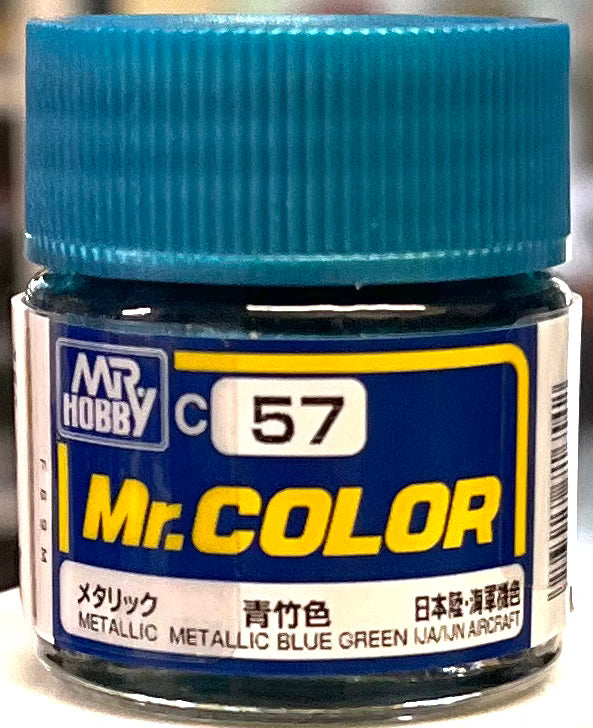 MR.
HOBBY
C 57
Mr.COLOR
メタリック 青竹色 日本陸・海軍機色
METALLIC METALLIC BLUE GREEN IJA/IJN AIRCRAFT